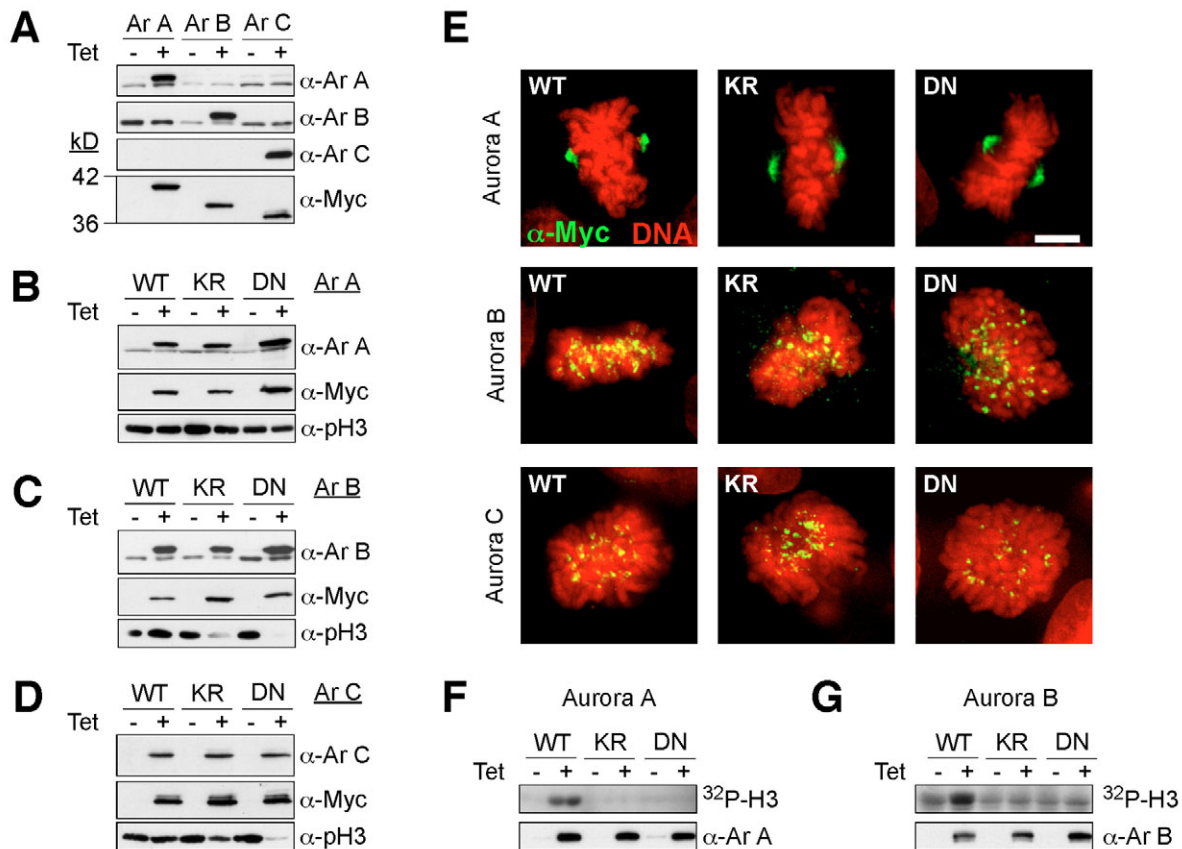 A
Ar A Ar B Ar C
Tet - + - + - +
α-Ar A
α-Ar B
kD
α-Ar C
42
α-Myc
36
B
WT KR DN Ar A
Tet - + - + - +
α-Ar A
α-Myc
α-pH3
C
WT KR DN Ar B
Tet - + - + - +
α-Ar B
α-Myc
α-pH3
D
WT KR DN Ar C
Tet - + - + - +
α-Ar C
α-Myc
α-pH3
E
Aurora A
WT KR DN
α-Myc DNA
Aurora B
WT KR DN
Aurora C
WT KR DN
F
Aurora A
WT KR DN
Tet - + - + - +
³²P-H3
α-Ar A
G
Aurora B
WT KR DN
Tet - + - + - +
³²P-H3
α-Ar B